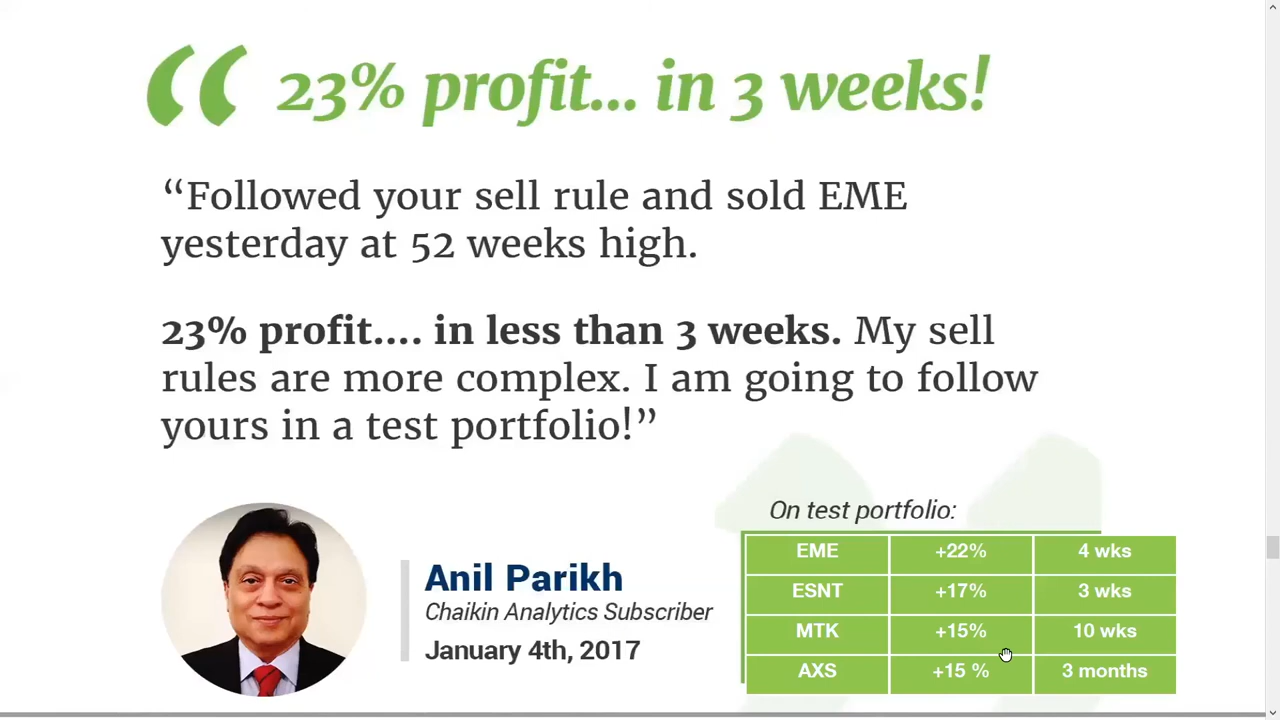 “ 23% profit... in 3 weeks!
“Followed your sell rule and sold EME
yesterday at 52 weeks high.
23% profit.... in less than 3 weeks. My sell
rules are more complex. I am going to follow
yours in a test portfolio!”
Anil Parikh
Chaikin Analytics Subscriber
January 4th, 2017
On test portfolio:
EME +22% 4 wks
ESNT +17% 3 wks
MTK +15% 10 wks
AXS +15 % 3 months